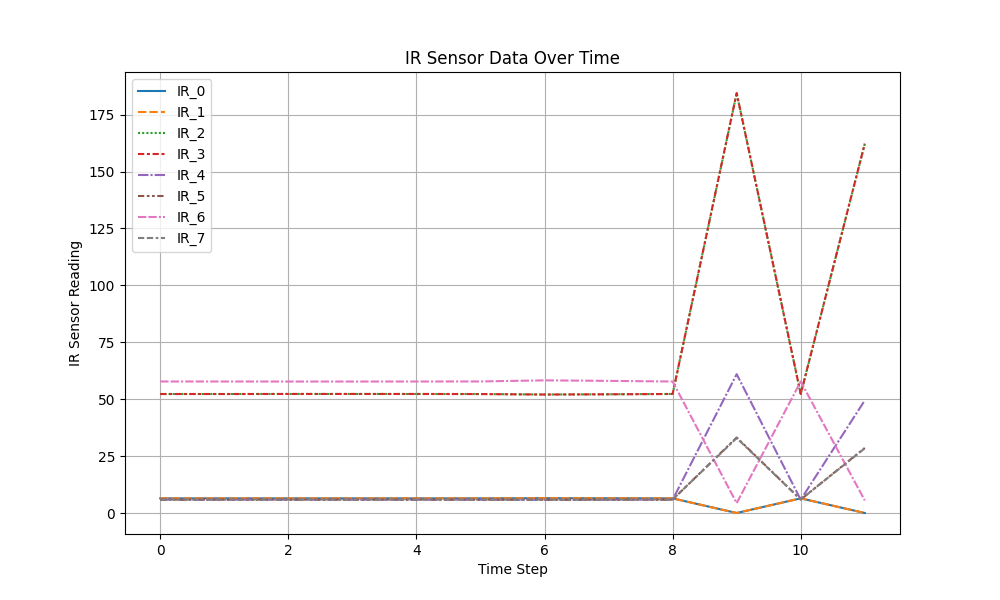 IR Sensor Data Over Time
IR_0
IR_1
IR_2
IR_3
IR_4
IR_5
IR_6
IR_7
IR Sensor Reading
175
150
125
100
75
50
25
0
0 2 4 6 8 10
Time Step